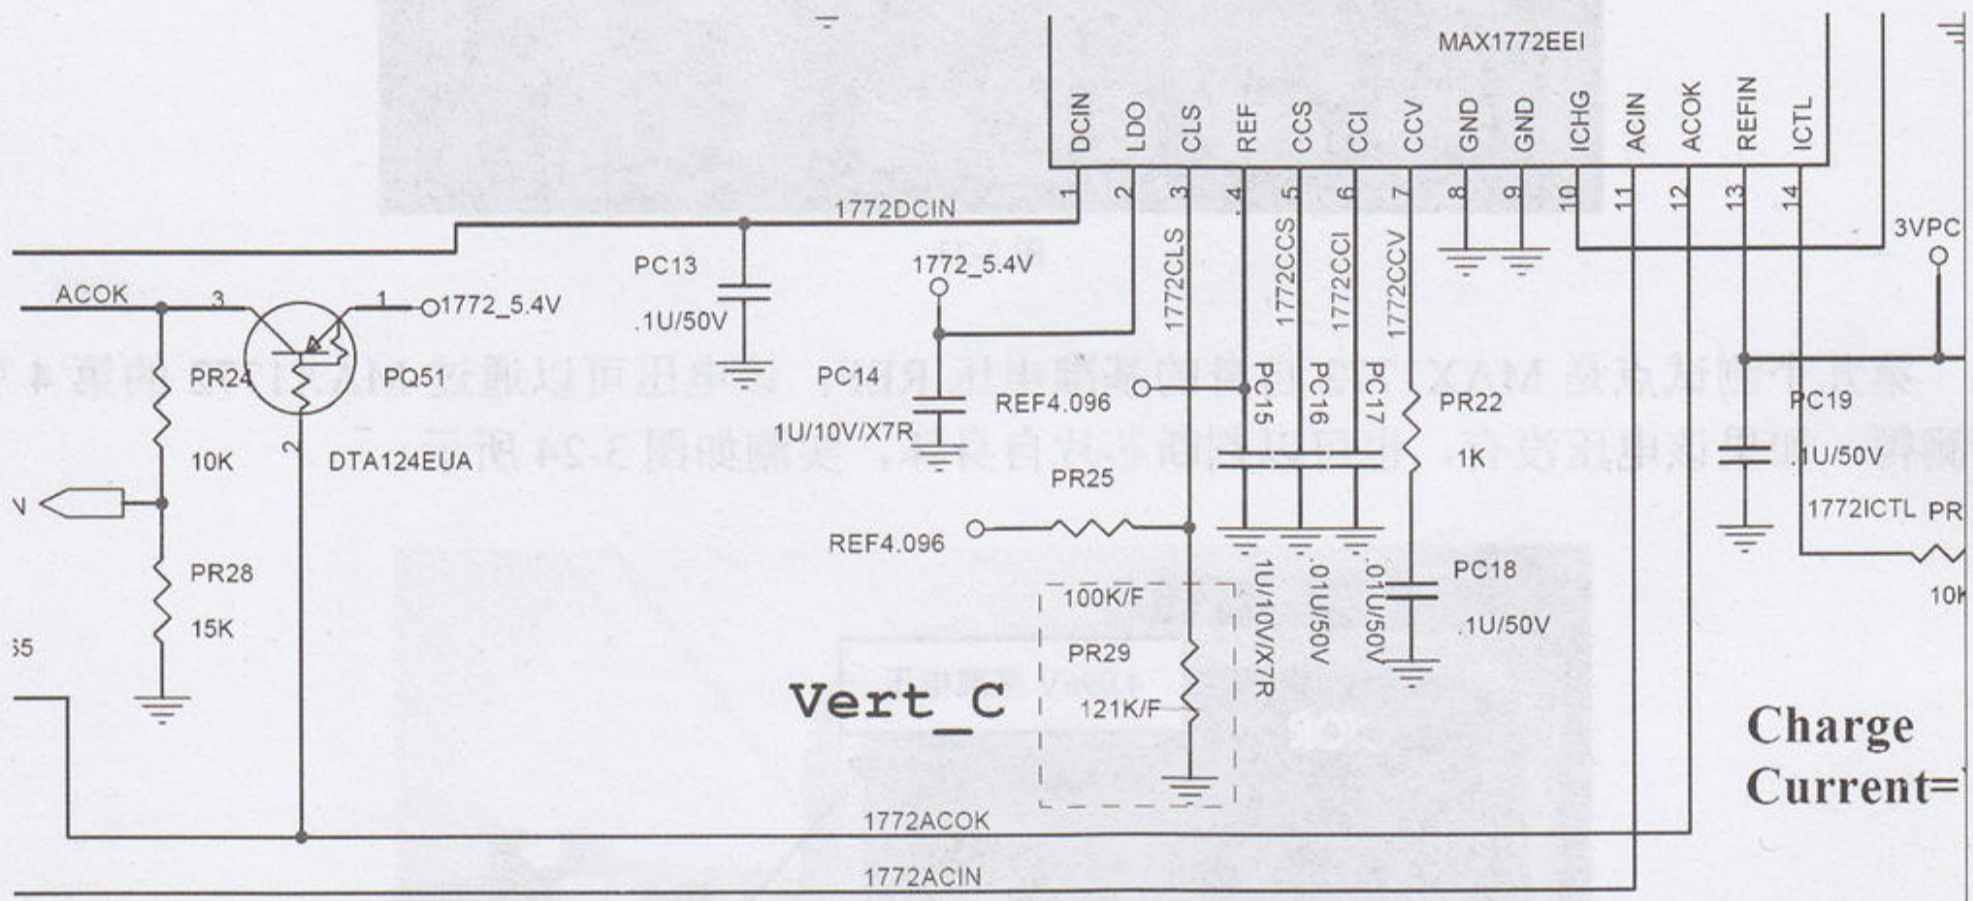 MAX1772EEI
DCIN
LDO
CLS
REF
CCS
CCI
CCV
GND
GND
ICHG
ACIN
ACOK
REFIN
ICTL
1
2
3
4
5
6
7
8
9
10
11
12
13
14
1772DCIN
3VPC
PC13
.1U/50V
1772_5.4V
1772CLS
1772CCS
1772CCI
1772CCV
ACOK
3
1
1772_5.4V
PR24
10K
PQ51
2
DTA124EUA
PC14
1U/10V/X7R
REF4.096
PC15
PC16
PC17
PR22
1K
PC19
.1U/50V
PR25
REF4.096
1772ICTL
PR
10K
PR28
15K
100K/F
1U/10V/X7R
.01U/50V
.01U/50V
PC18
.1U/50V
PR29
121K/F
Vert_C
Charge
Current=
1772ACOK
1772ACIN